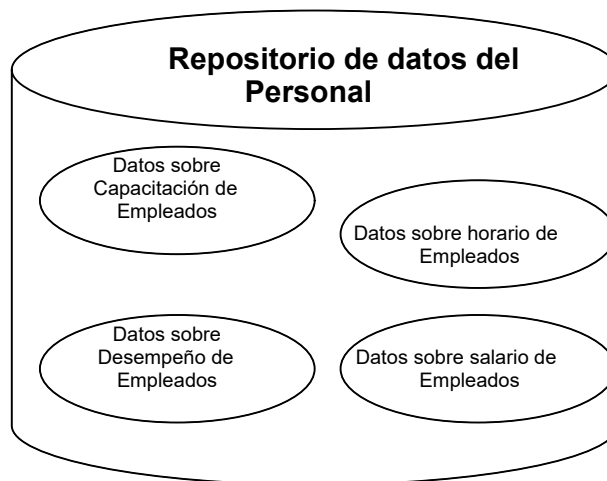 Repositorio de datos del
Personal
Datos sobre
Capacitación de
Empleados
Datos sobre horario de
Empleados
Datos sobre
Desempeño de
Empleados
Datos sobre salario de
Empleados